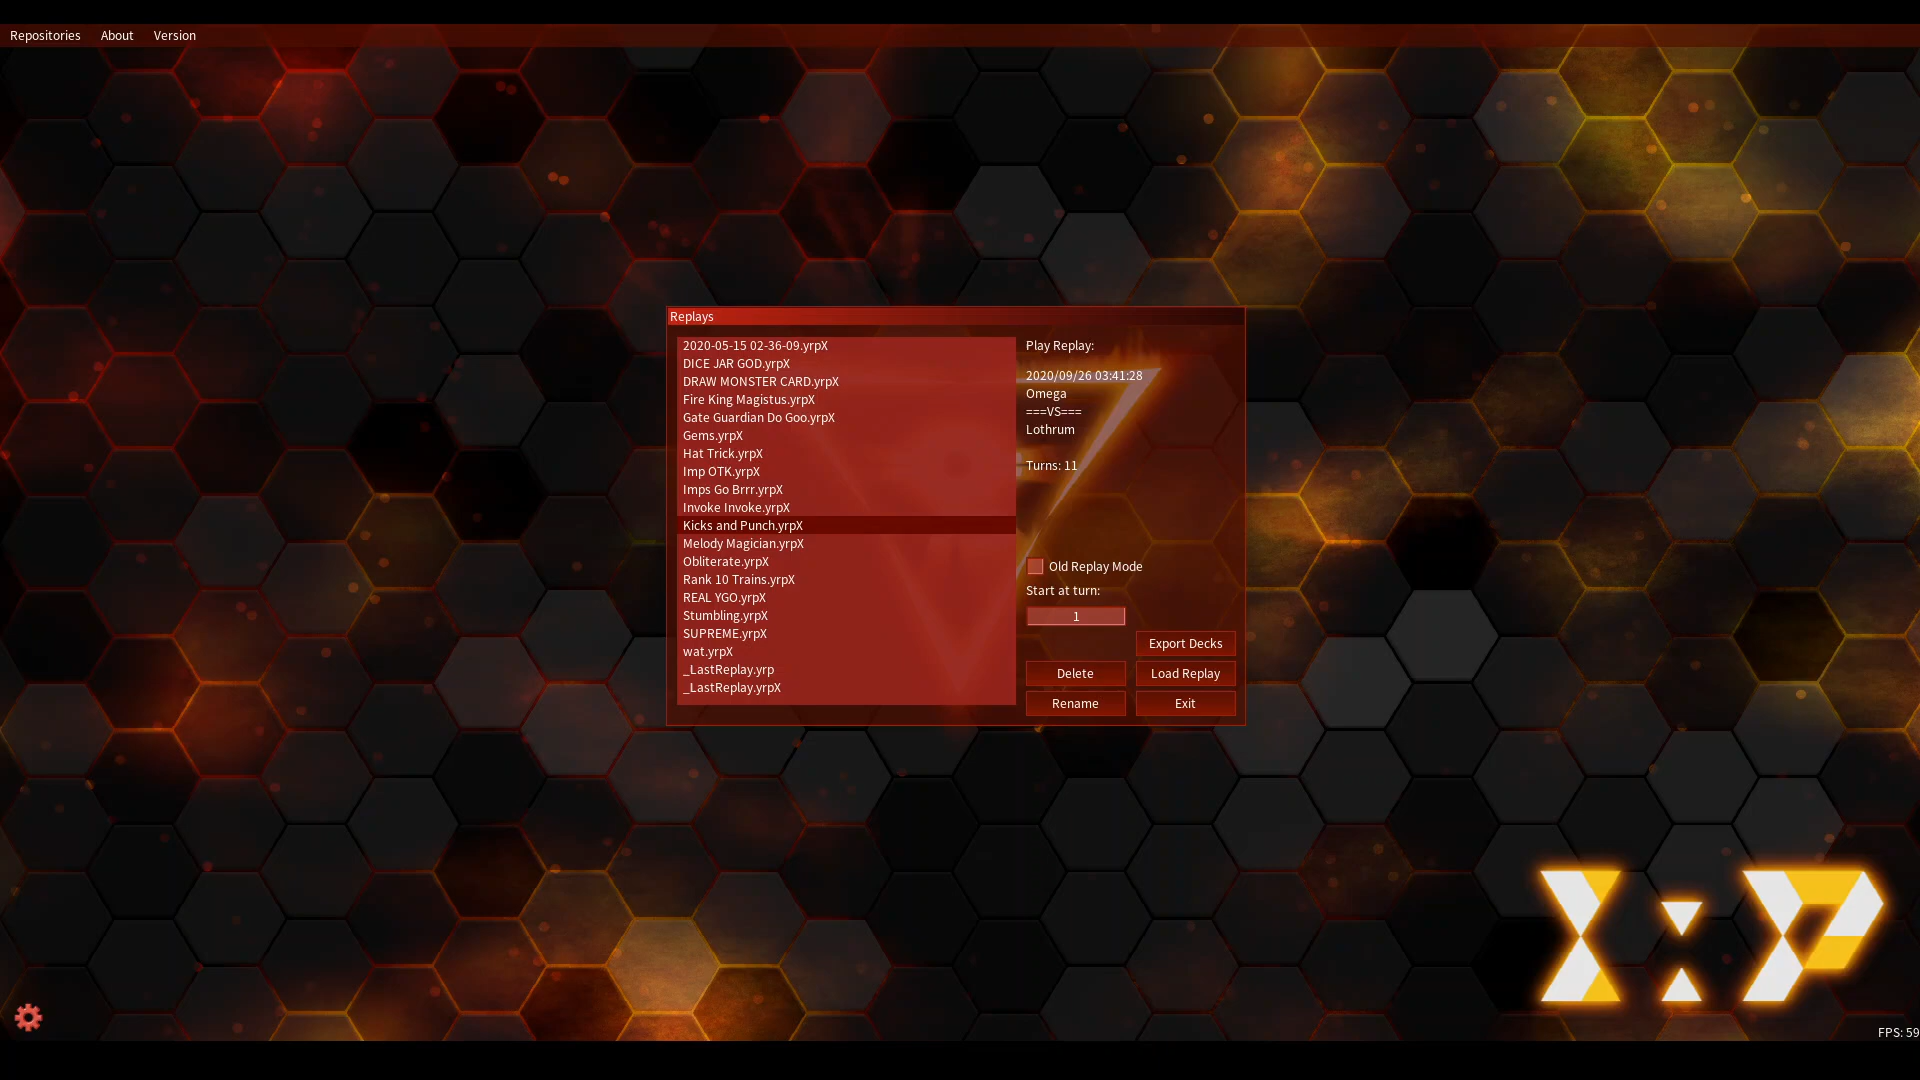 Repositories About Version
Replays
2020-05-15 02-36-09.yrpX
DICE JAR GOD.yrpX
DRAW MONSTER CARD.yrpX
Fire King Magistus.yrpX
Gate Guardian Do Goo.yrpX
Gems.yrpX
Hat Trick.yrpX
Imp OTK.yrpX
Imps Go Brrr.yrpX
Invoke Invoke.yrpX
Kicks and Punch.yrpX
Melody Magician.yrpX
Obliterate.yrpX
Rank 10 Trains.yrpX
REAL YGO.yrpX
Stumbling.yrpX
SUPREME.yrpX
wat.yrpX
_LastReplay.yrp
_LastReplay.yrpX
Play Replay:
2020/09/26 03:41:28
Omega
===VS===
Lothrum
Turns: 11
Old Replay Mode
Start at turn:
1
Export Decks
Delete Load Replay
Rename Exit
X:P
FPS: 59